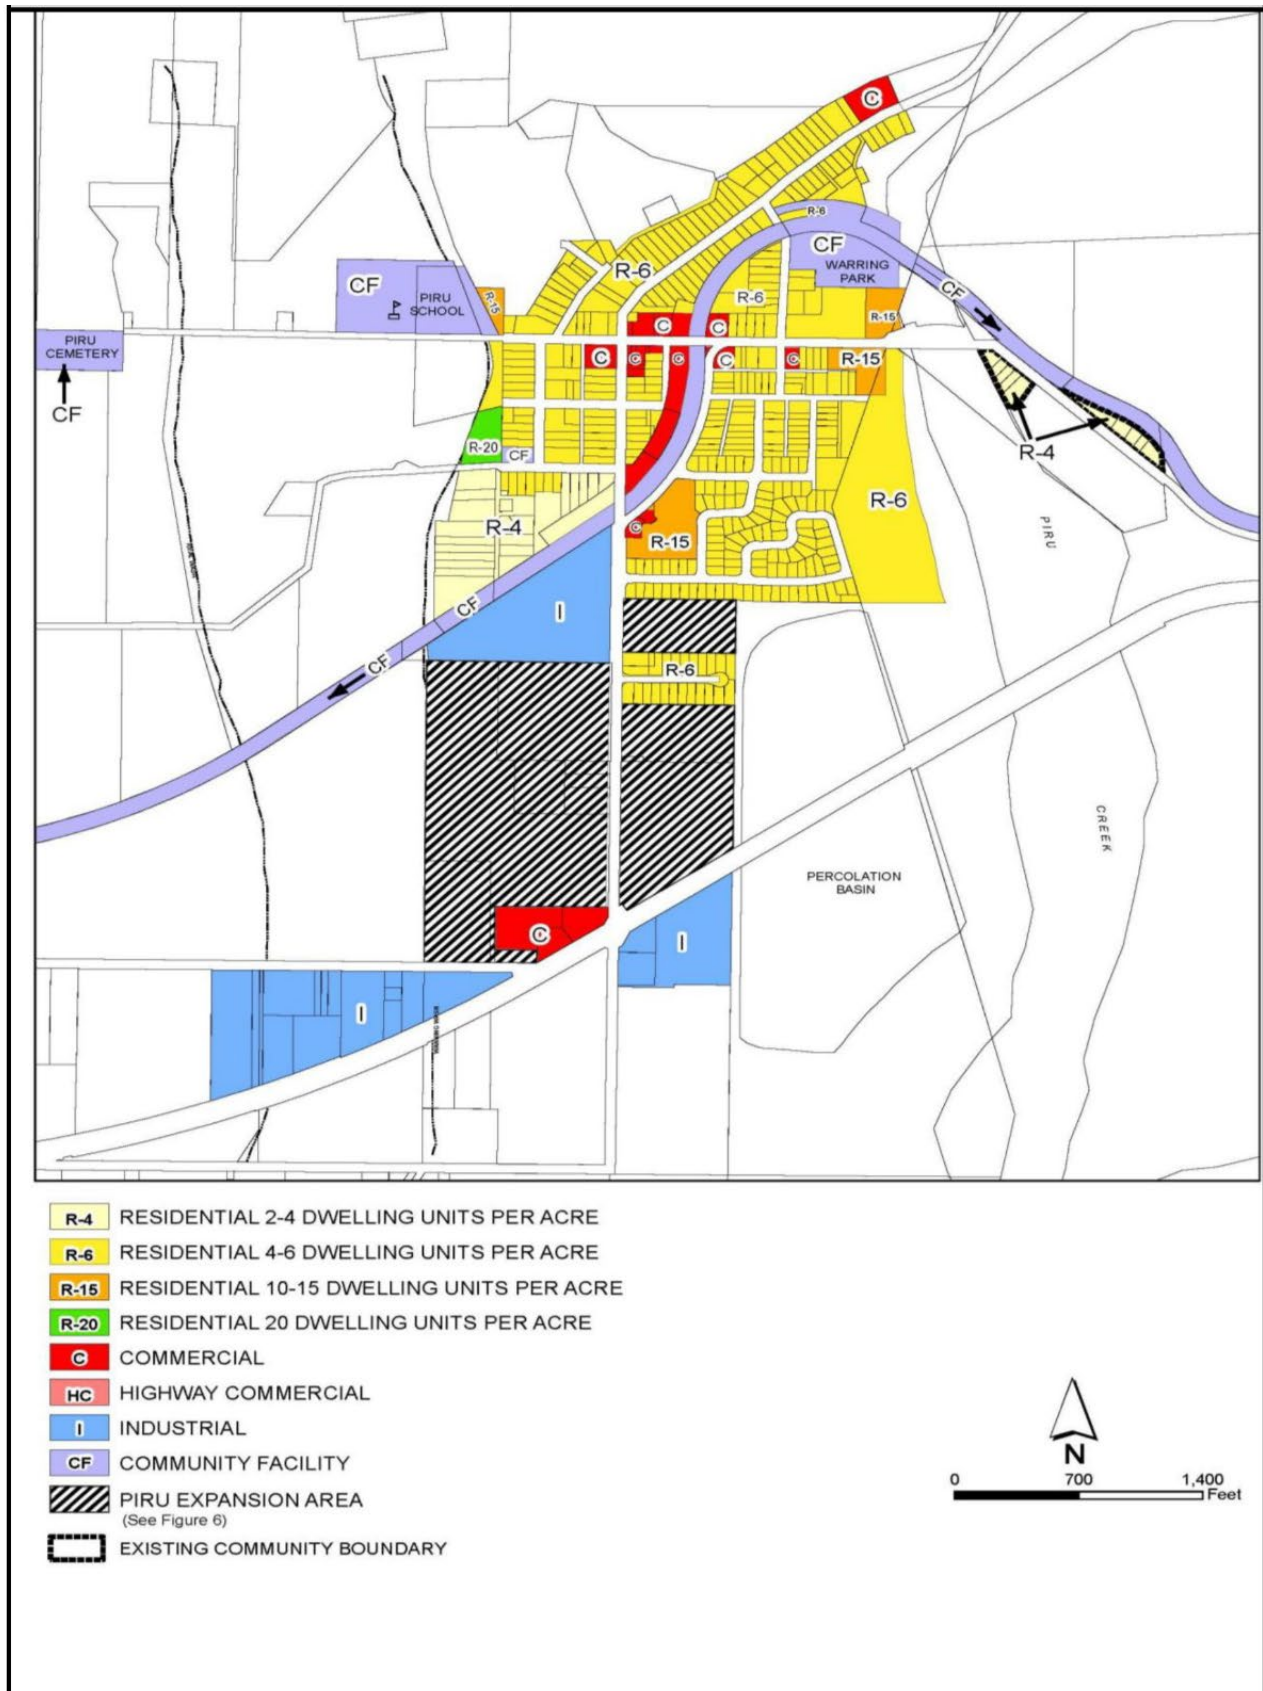 C
R-6
CF
WARRING
PARK
R-6
CF
CF
PIRU
SCHOOL
R-15
R-6
R-15
PIRU
CEMETERY
CF
C
C
C
C
C
C
C
R-15
R-4
R-20
CF
R-4
R-6
C
R-15
PIRU
CF
I
CF
R-6
CREEK
PERCOLATION
BASIN
C
I
I
R-4 RESIDENTIAL 2-4 DWELLING UNITS PER ACRE
R-6 RESIDENTIAL 4-6 DWELLING UNITS PER ACRE
R-15 RESIDENTIAL 10-15 DWELLING UNITS PER ACRE
R-20 RESIDENTIAL 20 DWELLING UNITS PER ACRE
C COMMERCIAL
HC HIGHWAY COMMERCIAL
I INDUSTRIAL
CF COMMUNITY FACILITY
PIRU EXPANSION AREA
(See Figure 6)
EXISTING COMMUNITY BOUNDARY
N
0 700 1,400
Feet